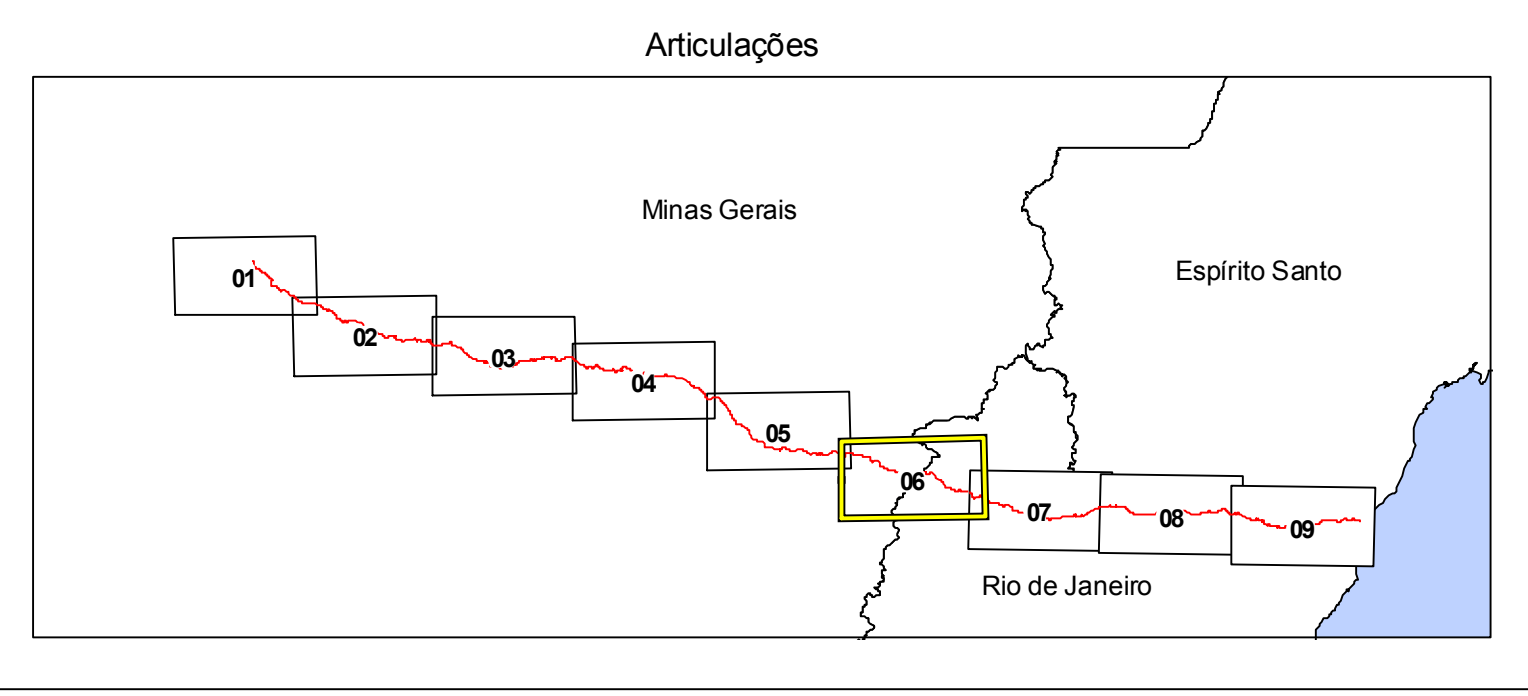 Articulações
Minas Gerais
Espírito Santo
01
02
03
04
05
06
07
08
09
Rio de Janeiro